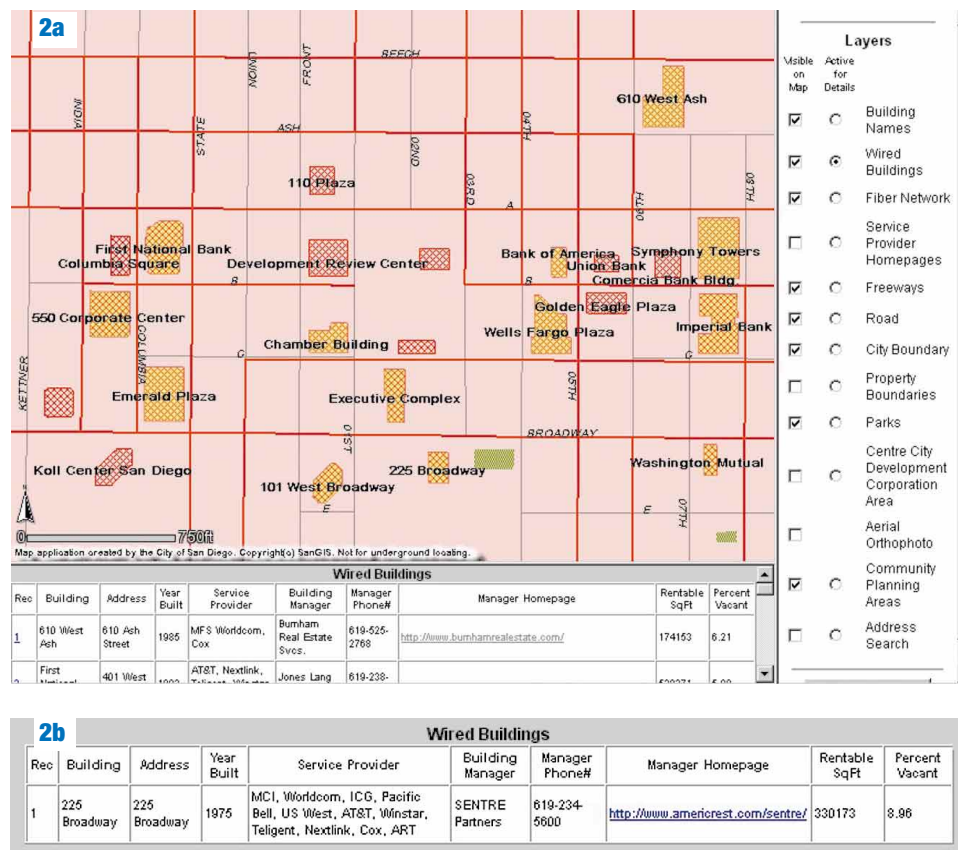 2a
BEECH
UNION
FRONT
INDIA
STATE
610 West Ash
ASH
04TH
02ND
110 Plaza
03RD
08TH
06TH
A
First National Bank
Columbia Square
Development Review Center
Bank of America
Symphony Towers
Union Bank
Comercia Bank Bldg.
B
B
550 Corporate Center
Golden Eagle Plaza
Wells Fargo Plaza
Imperial Bank
Chamber Building
COLUMBIA
C
C
KETTNER
Emerald Plaza
Executive Complex
05TH
01ST
BROADWAY
Koll Center San Diego
225 Broadway
Washington Mutual
101 West Broadway
E
E
07TH
0 750ft
Map application created by the City of San Diego. Copyright(c) SanGIS. Not for underground locating.
Layers
Visible on Map
Active for Details
Building Names
Wired Buildings
Fiber Network
Service Provider Homepages
Freeways
Road
City Boundary
Property Boundaries
Parks
Centre City Development Corporation Area
Aerial Orthophoto
Community Planning Areas
Address Search
Wired Buildings
Rec Building Address Year Built Service Provider Building Manager Manager Phone# Manager Homepage Rentable SqFt Percent Vacant
1 610 West Ash 610 Ash Street 1985 MFS Worldcom, Cox Burnham Real Estate Svcs. 619-525-2768 http://www.burnhamrealestate.com/ 174153 6.21
First 401 West AT&T, Nextlink, Jones Lang 619-238-
2b
Wired Buildings
Rec Building Address Year Built Service Provider Building Manager Manager Phone# Manager Homepage Rentable SqFt Percent Vacant
1 225 Broadway 225 Broadway 1975 MCI, Worldcom, ICG, Pacific Bell, US West, AT&T, Winstar, Teligent, Nextlink, Cox, ART SENTRE Partners 619-234-5600 http://www.americrest.com/sentre/ 330173 8.96